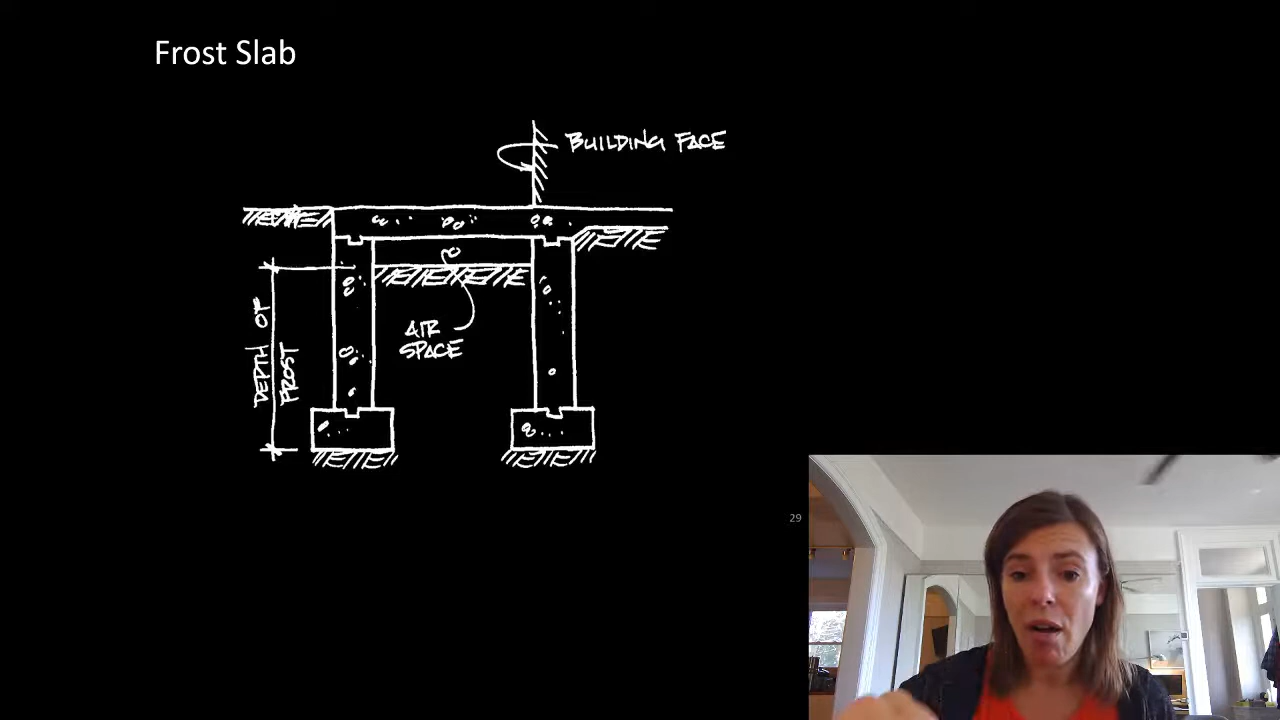 Frost Slab
BUILDING FACE
AIR
SPACE
DEPTH OF
FROST
29